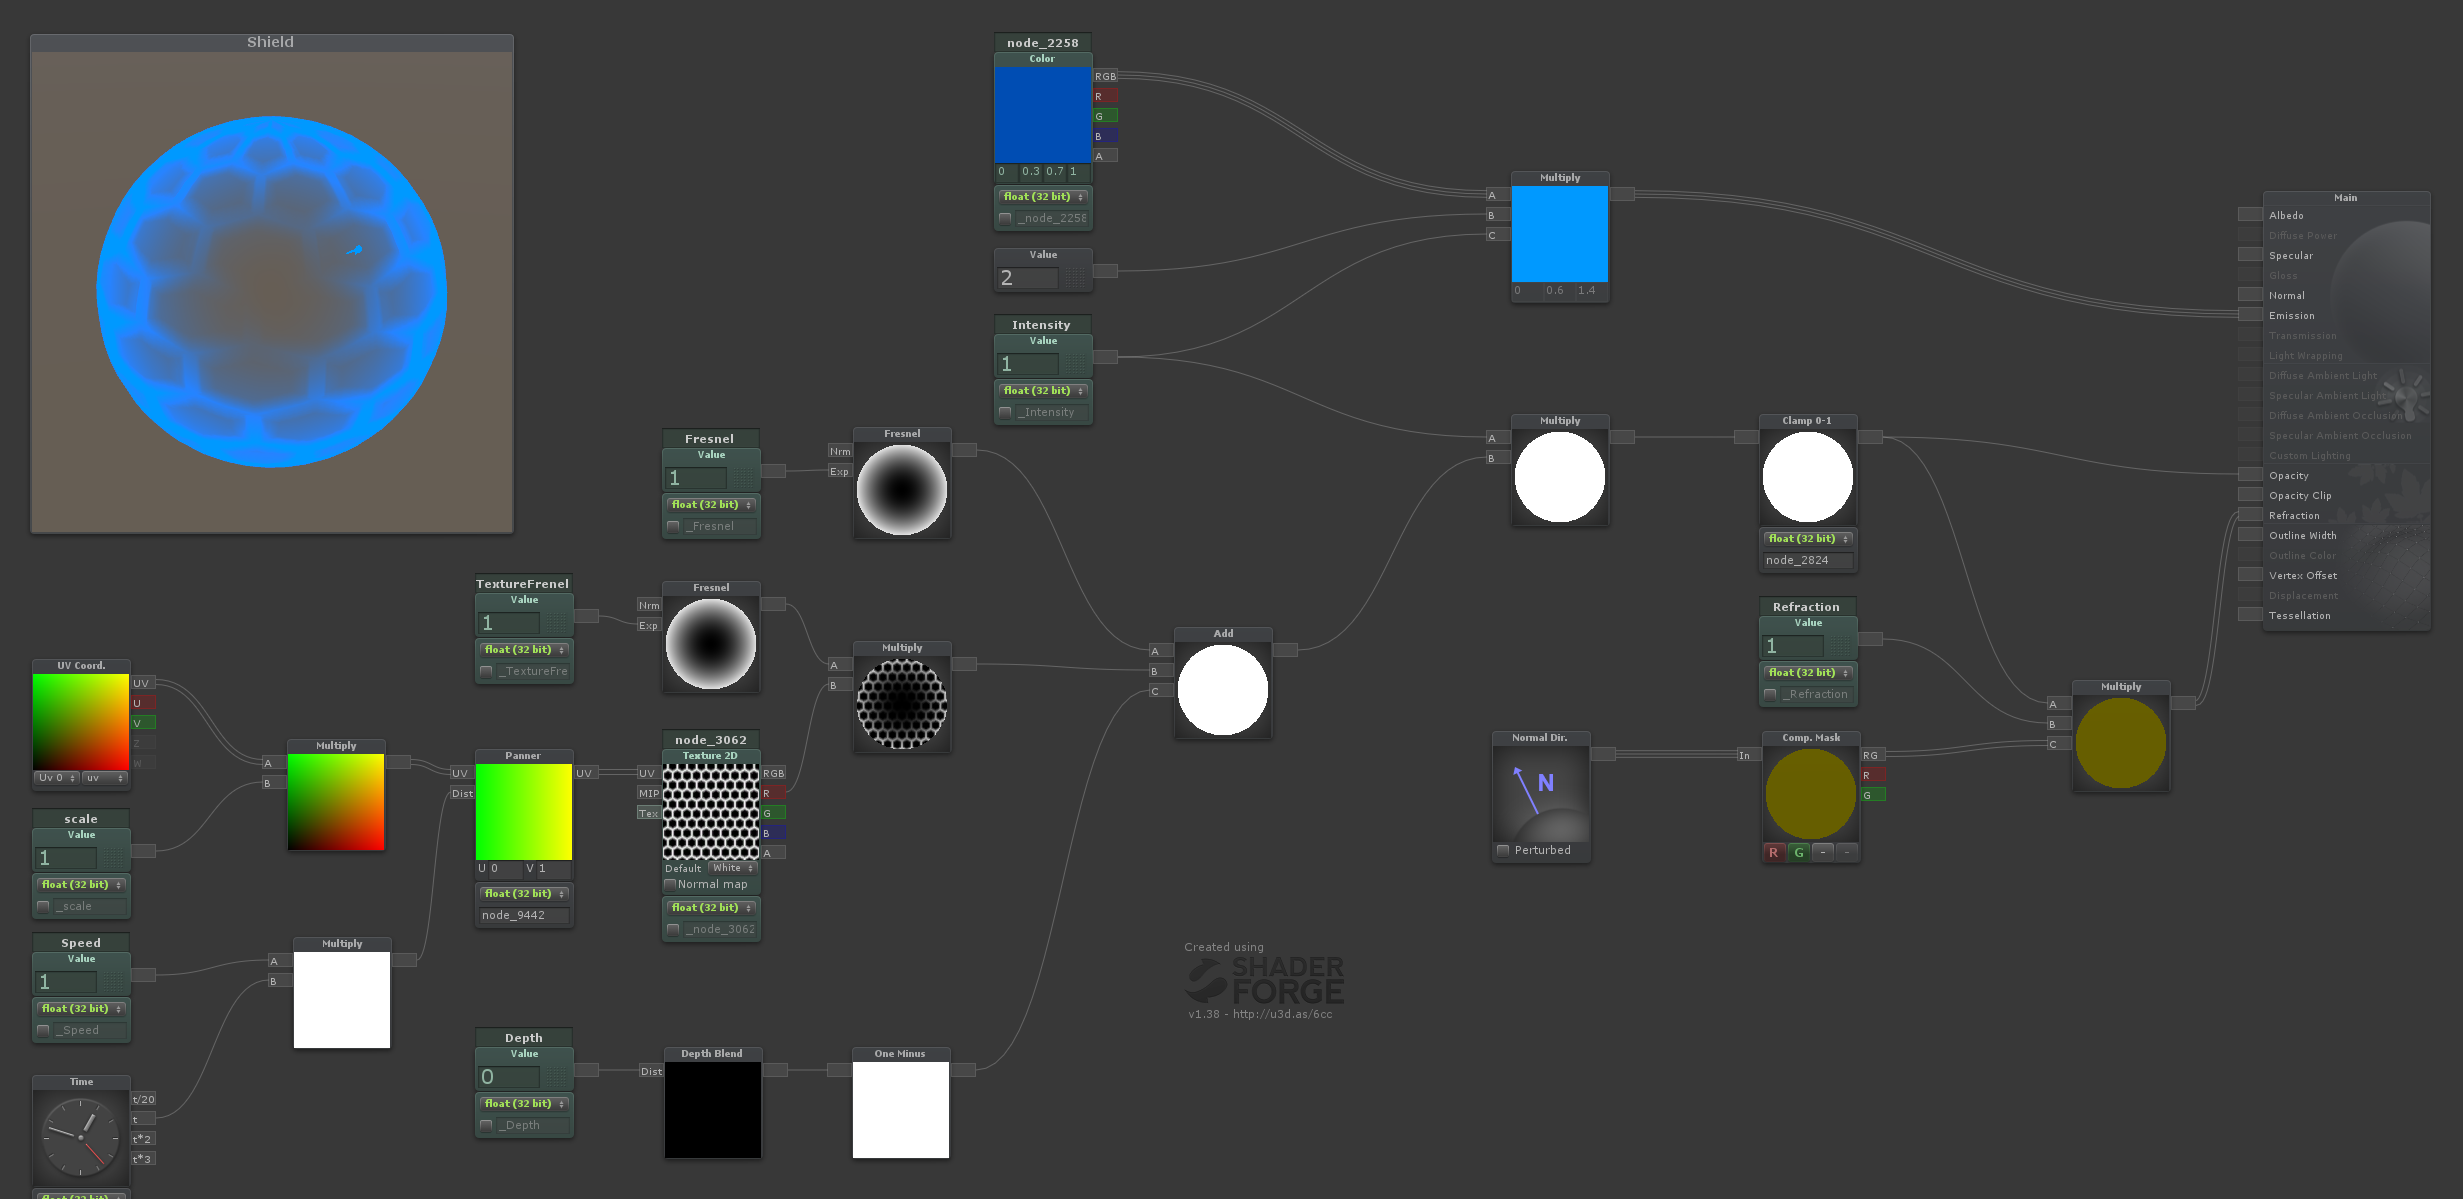 Shield
node_2258
Color
RGB
R
G
B
A
0 0.3 0.7 1
float (32 bit)
_node_2258
Value
2
Intensity
Value
1
float (32 bit)
_Intensity
Multiply
A
B
C
0 0.6 1.4
Main
Albedo
Diffuse Power
Specular
Gloss
Normal
Emission
Transmission
Light Wrapping
Diffuse Ambient Light
Specular Ambient Light
Diffuse Ambient Occlusion
Specular Ambient Occlusion
Custom Lighting
Opacity
Opacity Clip
Refraction
Outline Width
Outline Color
Vertex Offset
Displacement
Tessellation
Fresnel
Value
1
float (32 bit)
_Fresnel
Fresnel
Nrm
Exp
Multiply
A
B
Clamp 0-1
float (32 bit)
node_2824
TextureFrenel
Value
1
float (32 bit)
_TextureFre
Fresnel
Nrm
Exp
Multiply
A
B
Add
A
B
C
Refraction
Value
1
float (32 bit)
_Refraction
Multiply
A
B
C
UV Coord.
UV
U
V
Z
W
Uv 0 uv
Multiply
A
B
Panner
UV UV
Dist
U 0 V 1
float (32 bit)
node_9442
node_3062
Texture 2D
UV RGB
MIP R
Tex G
B
A
Default White
Normal map
float (32 bit)
_node_3062
Normal Dir.
N
Perturbed
Comp. Mask
In RG
R
G
R G - -
scale
Value
1
float (32 bit)
_scale
Speed
Value
1
float (32 bit)
_Speed
Multiply
A
B
Time
t/20
t
t*2
t*3
float (32 bit)
Depth
Value
0
float (32 bit)
_Depth
Depth Blend
Dist
One Minus
Created using
SHADER
FORGE
v1.38 - http://u3d.as/6cc